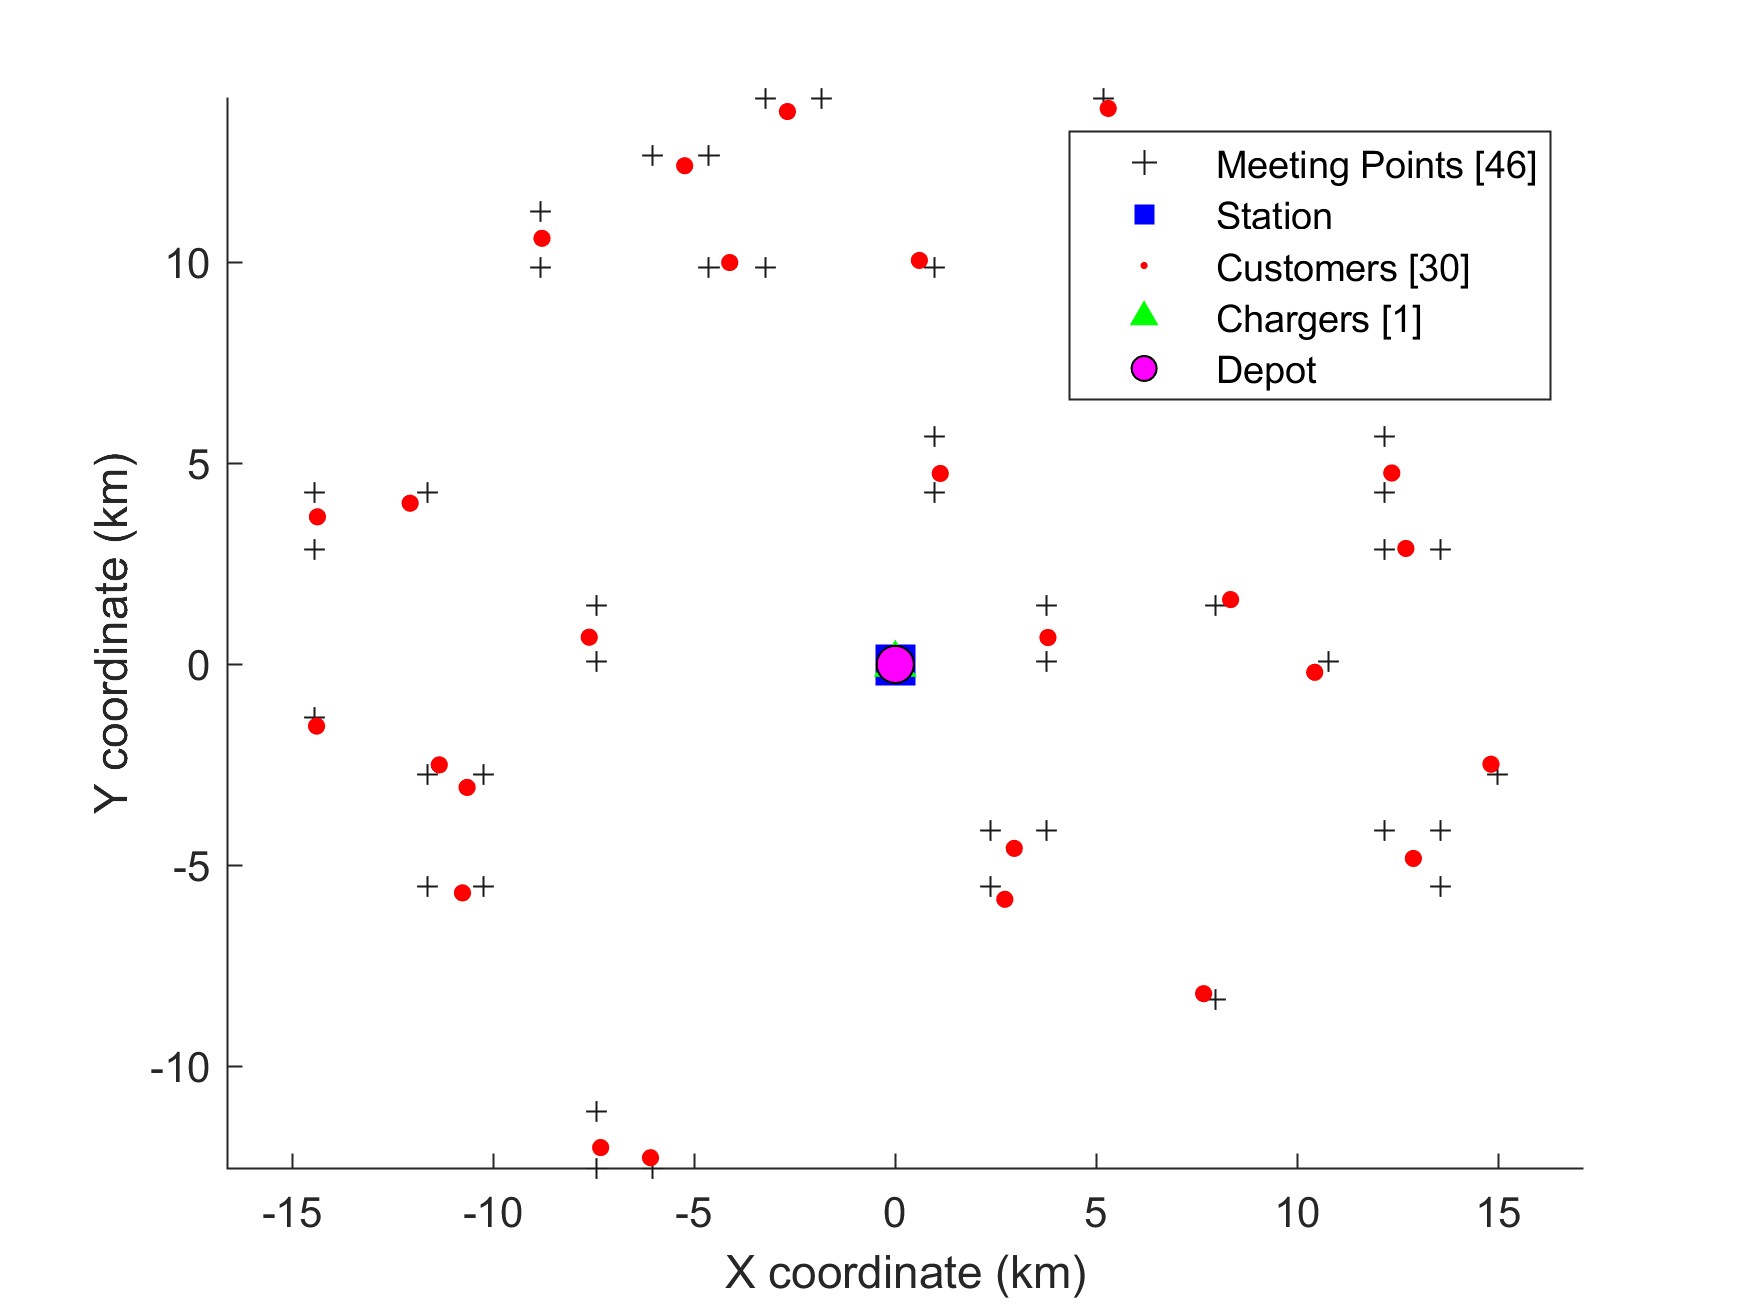 Meeting Points [46]
Station
Customers [30]
Chargers [1]
Depot
10
5
0
-5
-10
Y coordinate (km)
-15 -10 -5 0 5 10 15
X coordinate (km)